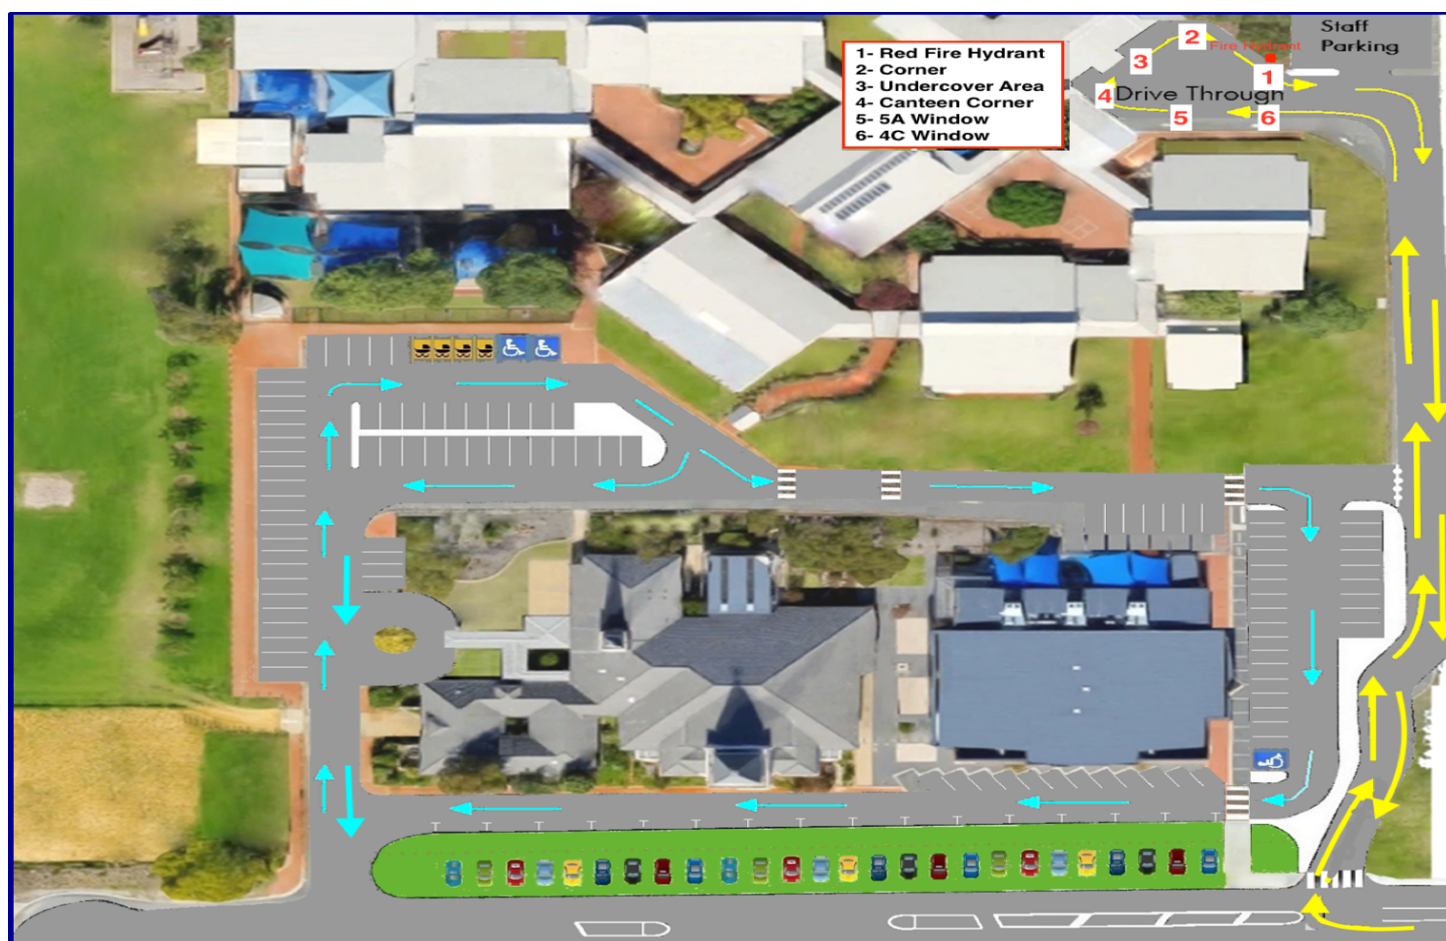 1- Red Fire Hydrant
2- Corner
3- Undercover Area
4- Canteen Corner
5- 5A Window
6- 4C Window
Staff
Parking
2
Fire Hydrant
3
1
4
Drive Through
5
6